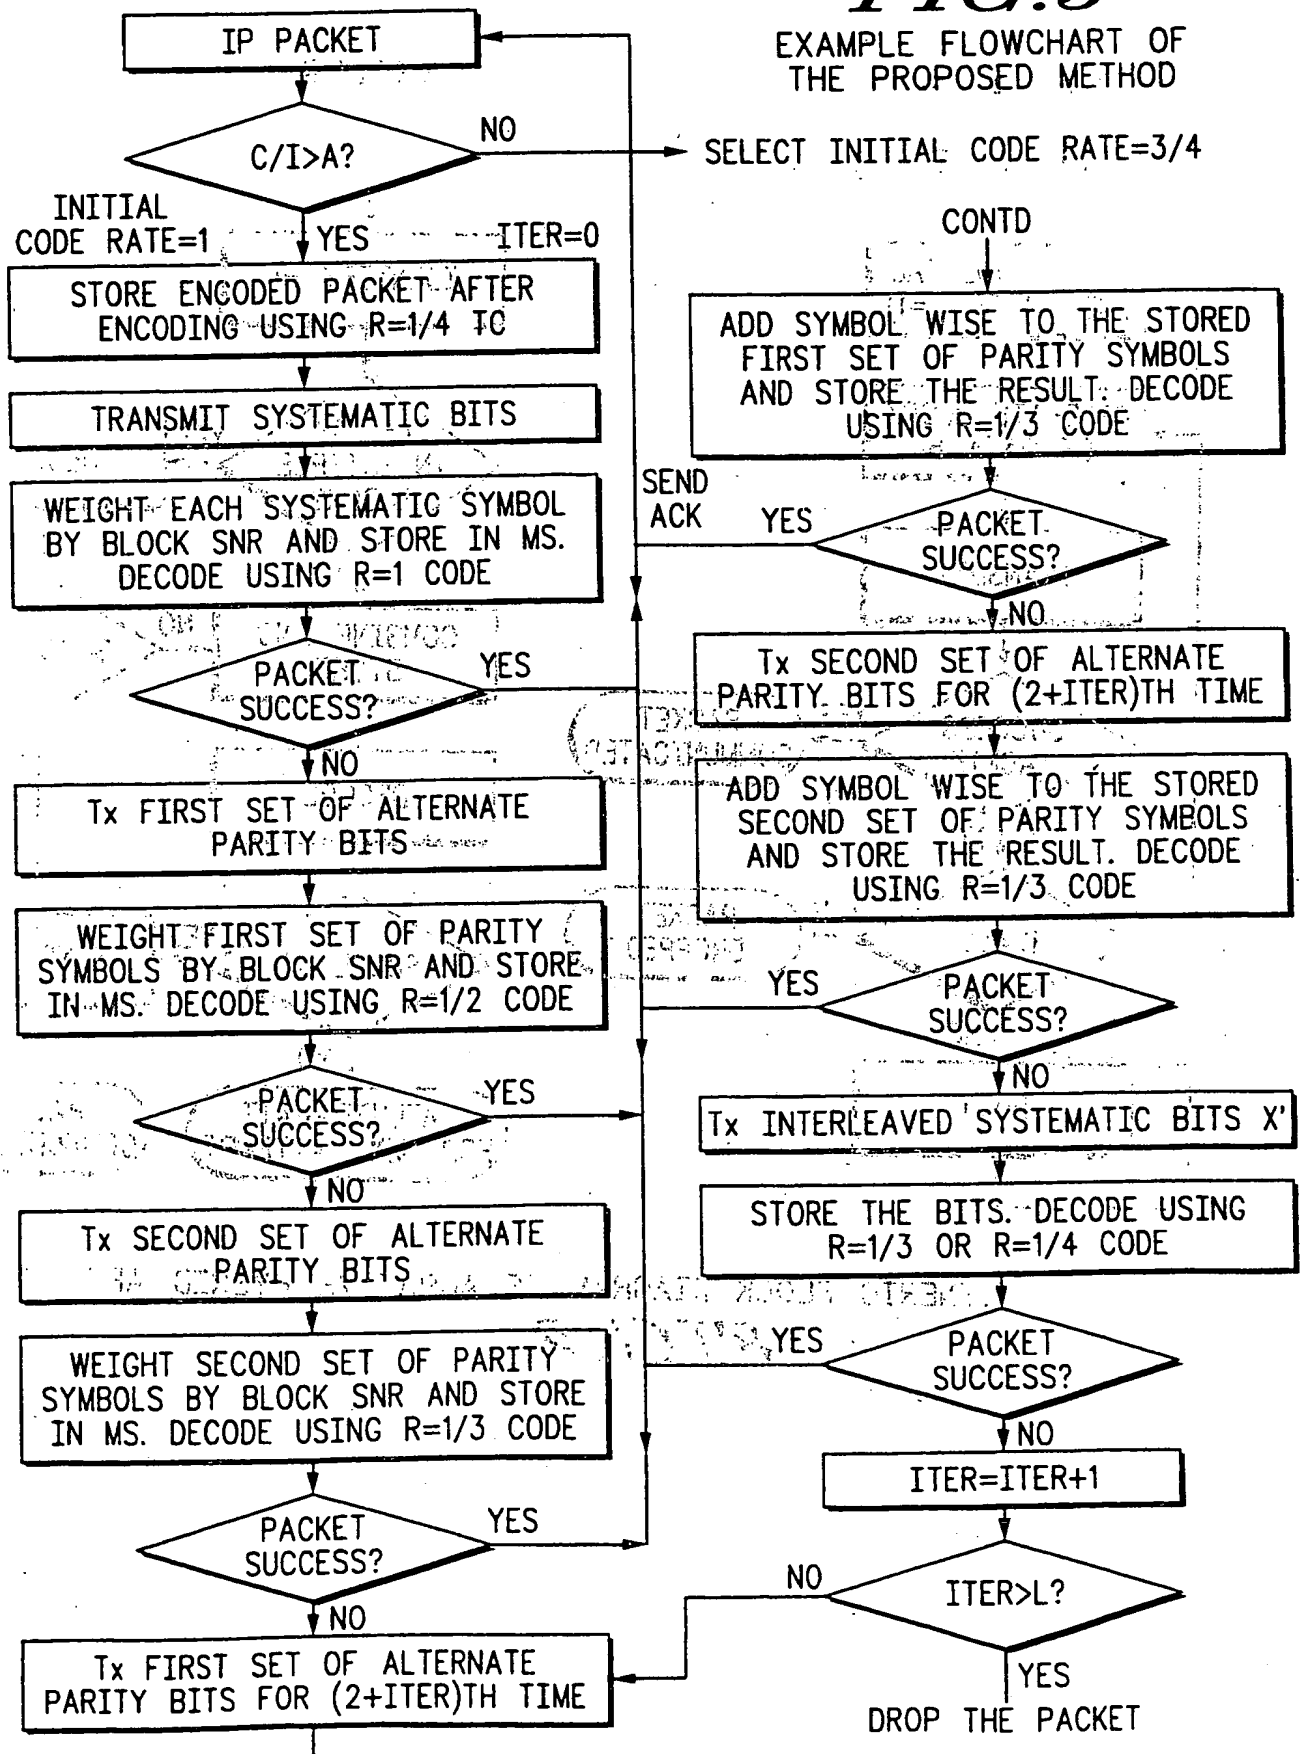 EXAMPLE FLOWCHART OF
THE PROPOSED METHOD
IP PACKET
C/I>A?
NO
SELECT INITIAL CODE RATE=3/4
INITIAL
CODE RATE=1
YES
ITER=0
STORE ENCODED PACKET AFTER
ENCODING USING R=1/4 TC
TRANSMIT SYSTEMATIC BITS
WEIGHT EACH SYSTEMATIC SYMBOL
BY BLOCK SNR AND STORE IN MS.
DECODE USING R=1 CODE
PACKET
SUCCESS?
YES
NO
Tx FIRST SET OF ALTERNATE
PARITY BITS
WEIGHT FIRST SET OF PARITY
SYMBOLS BY BLOCK SNR AND STORE
IN MS. DECODE USING R=1/2 CODE
PACKET
SUCCESS?
YES
NO
Tx SECOND SET OF ALTERNATE
PARITY BITS
WEIGHT SECOND SET OF PARITY
SYMBOLS BY BLOCK SNR AND STORE
IN MS. DECODE USING R=1/3 CODE
PACKET
SUCCESS?
YES
NO
Tx FIRST SET OF ALTERNATE
PARITY BITS FOR (2+ITER)TH TIME
CONTD
ADD SYMBOL WISE TO THE STORED
FIRST SET OF PARITY SYMBOLS
AND STORE THE RESULT. DECODE
USING R=1/3 CODE
SEND
ACK
YES
PACKET
SUCCESS?
NO
Tx SECOND SET OF ALTERNATE
PARITY BITS FOR (2+ITER)TH TIME
ADD SYMBOL WISE TO THE STORED
SECOND SET OF PARITY SYMBOLS
AND STORE THE RESULT. DECODE
USING R=1/3 CODE
YES
PACKET
SUCCESS?
NO
Tx INTERLEAVED SYSTEMATIC BITS X'
STORE THE BITS. DECODE USING
R=1/3 OR R=1/4 CODE
YES
PACKET
SUCCESS?
NO
ITER=ITER+1
NO
ITER>L?
YES
DROP THE PACKET